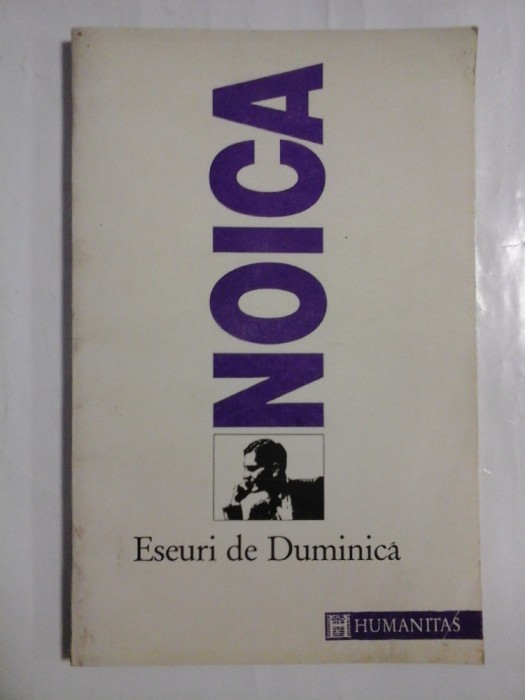 NOICA
Eseuri de Duminică
HUMANITAS